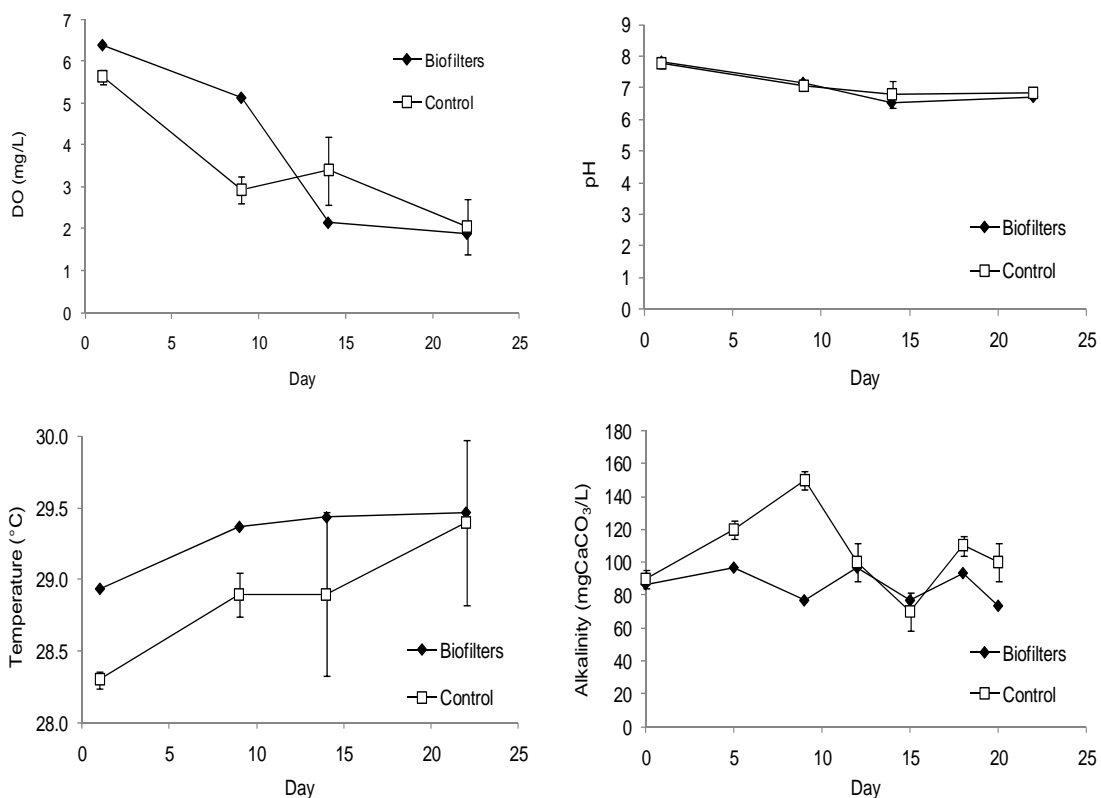 7
6
5
4
3
2
1
0
DO (mg/L)
0 5 10 15 20 25
Day
Biofilters
Control
9
8
7
6
5
4
3
2
1
0
pH
0 5 10 15 20 25
Day
Biofilters
Control
30.0
29.5
29.0
28.5
28.0
Temperature (°C)
0 5 10 15 20 25
Day
Biofilters
Control
180
160
140
120
100
80
60
40
20
0
Alkalinity (mgCaCO₃/L)
0 5 10 15 20 25
Day
Biofilters
Control